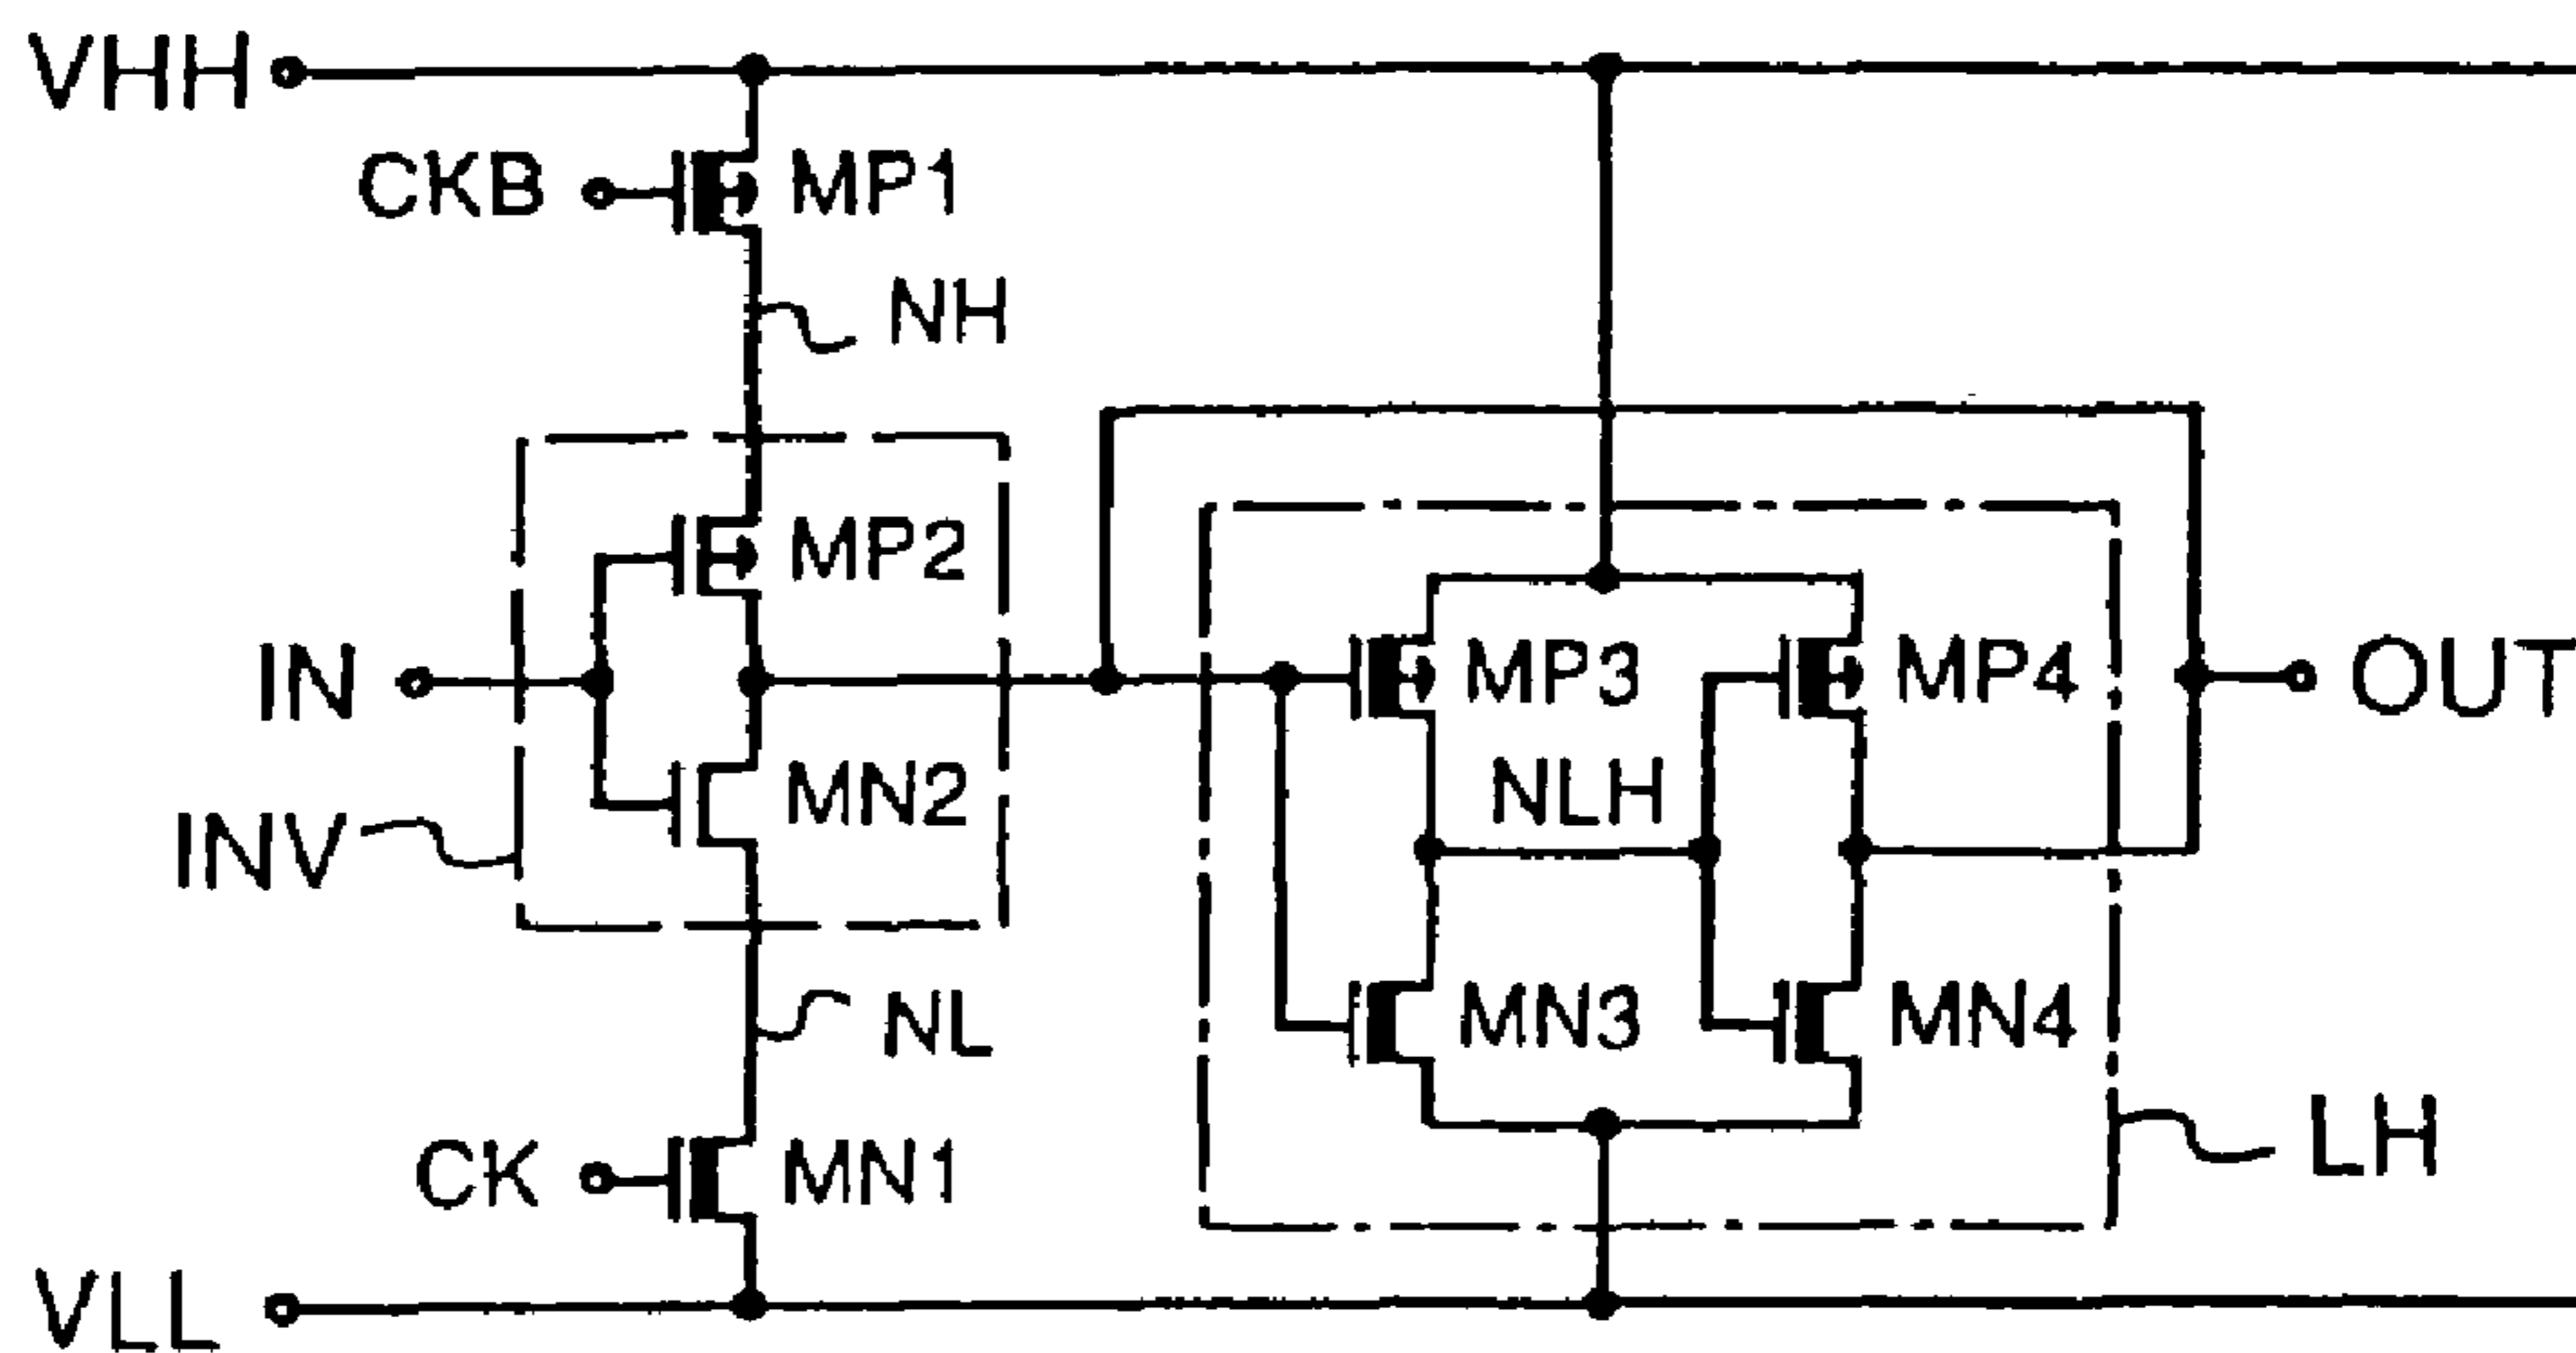 VHH
CKB
MP1
NH
MP2
IN
MP3
MP4
OUT
MN2
NLH
INV
NL
MN3
MN4
CK
MN1
LH
VLL